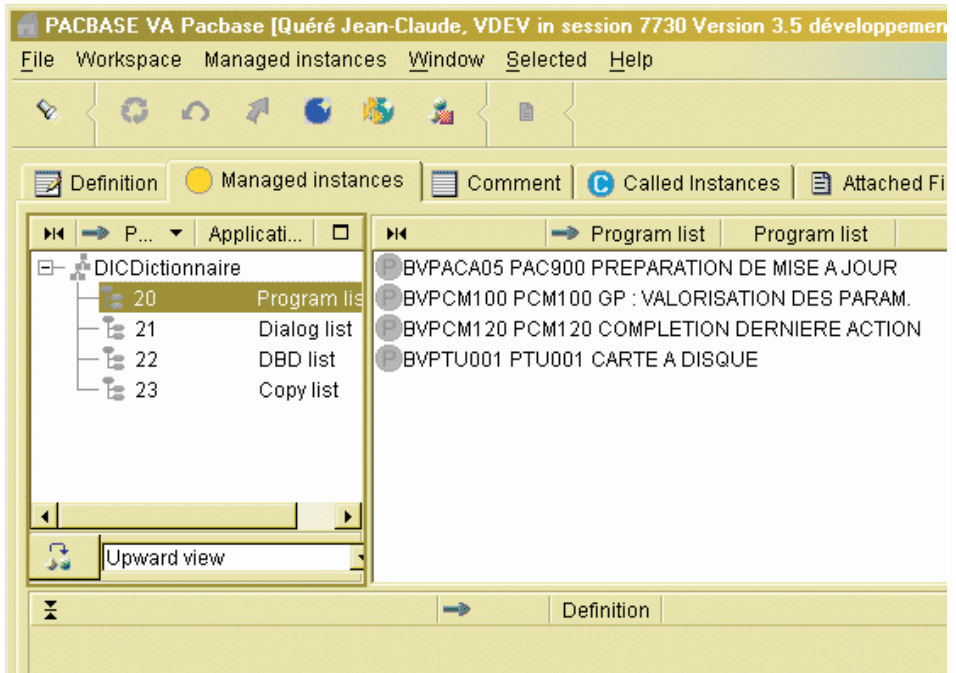 PACBASE VA Pacbase [Quéré Jean-Claude, VDEV in session 7730 Version 3.5 développemen
File Workspace Managed instances Window Selected Help
Definition Managed instances Comment Called Instances Attached Fi
P... Applicati... Program list Program list
DICDictionnaire
20 Program lis
21 Dialog list
22 DBD list
23 Copy list
BVPACA05 PAC900 PREPARATION DE MISE A JOUR
BVPCM100 PCM100 GP : VALORISATION DES PARAM.
BVPCM120 PCM120 COMPLETION DERNIERE ACTION
BVPTU001 PTU001 CARTE A DISQUE
Upward view
Definition